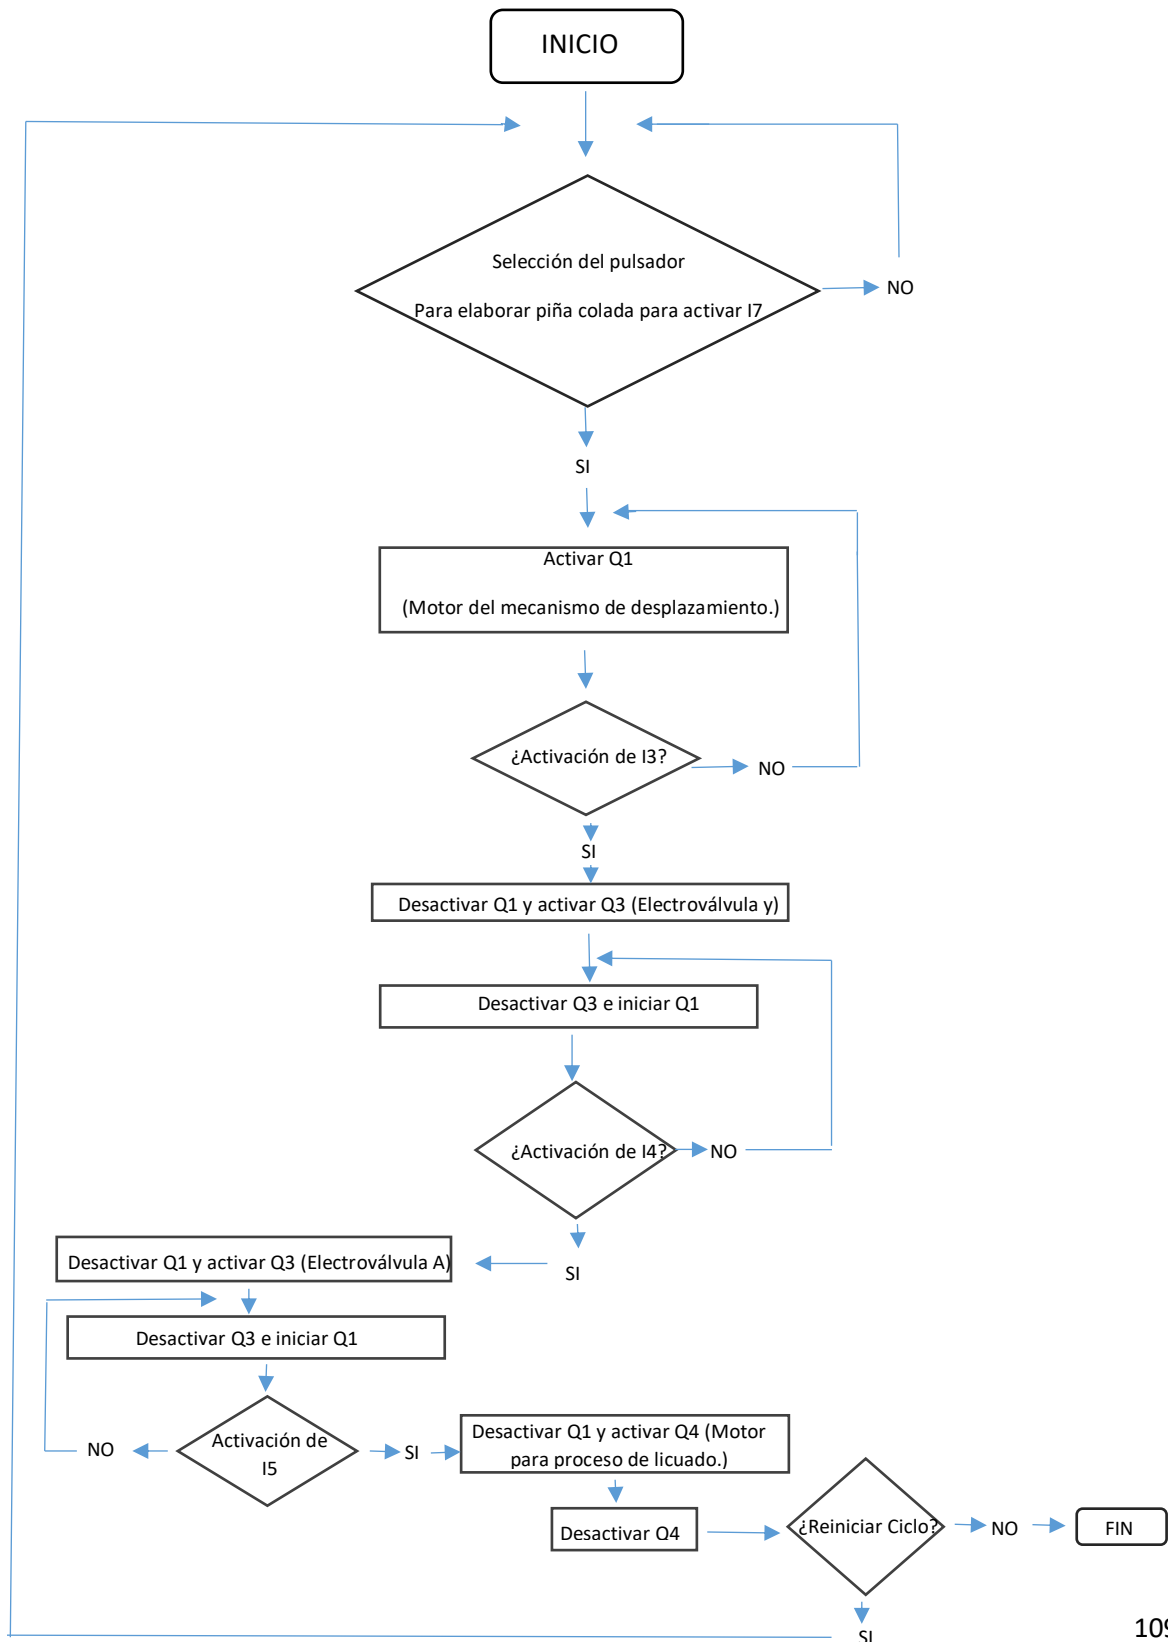 INICIO
Selección del pulsador
Para elaborar piña colada para activar I7
NO
SI
Activar Q1
(Motor del mecanismo de desplazamiento.)
¿Activación de I3?
NO
SI
Desactivar Q1 y activar Q3 (Electroválvula y)
Desactivar Q3 e iniciar Q1
¿Activación de I4?
NO
SI
Desactivar Q1 y activar Q3 (Electroválvula A)
Desactivar Q3 e iniciar Q1
Activación de
I5
NO
SI
Desactivar Q1 y activar Q4 (Motor
para proceso de licuado.)
Desactivar Q4
¿Reiniciar Ciclo?
NO
FIN
SI
109